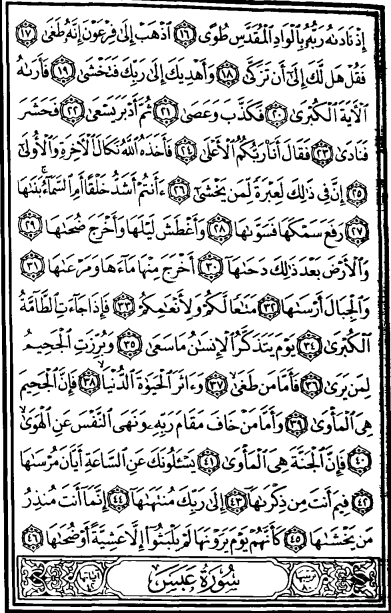 إِذْ نَادَىٰهُ رَبُّهُۥ بِٱلْوَادِ ٱلْمُقَدَّسِ طُوًى ١٦ ٱذْهَبْ إِلَىٰ فِرْعَوْنَ إِنَّهُۥ طَغَىٰ ١٧
فَقُلْ هَل لَّكَ إِلَىٰٓ أَن تَزَكَّىٰ ١٨ وَأَهْدِيَكَ إِلَىٰ رَبِّكَ فَتَخْشَىٰ ١٩ فَأَرَىٰهُ
ٱلْءَايَةَ ٱلْكُبْرَىٰ ٢٠ فَكَذَّبَ وَعَصَىٰ ٢١ ثُمَّ أَدْبَرَ يَسْعَىٰ ٢٢ فَحَشَرَ
فَنَادَىٰ ٢٣ فَقَالَ أَنَا۠ رَبُّكُمُ ٱلْأَعْلَىٰ ٢٤ فَأَخَذَهُ ٱللَّهُ نَكَالَ ٱلْءَاخِرَةِ وَٱلْأُولَىٰٓ
٢٥ إِنَّ فِى ذَٰلِكَ لَعِبْرَةً لِّمَن يَخْشَىٰٓ ٢٦ ءَأَنتُمْ أَشَدُّ خَلْقًا أَمِ ٱلسَّمَآءُ ۚ بَنَىٰهَا
٢٧ رَفَعَ سَمْكَهَا فَسَوَّىٰهَا ٢٨ وَأَغْطَشَ لَيْلَهَا وَأَخْرَجَ ضُحَىٰهَا ٢٩
وَٱلْأَرْضَ بَعْدَ ذَٰلِكَ دَحَىٰهَآ ٣٠ أَخْرَجَ مِنْهَا مَآءَهَا وَمَرْعَىٰهَا ٣١
وَٱلْجِبَالَ أَرْسَىٰهَا ٣٢ مَتَٰعًا لَّكُمْ وَلِأَنْعَٰمِكُمْ ٣٣ فَإِذَا جَآءَتِ ٱلطَّآمَّةُ
ٱلْكُبْرَىٰ ٣٤ يَوْمَ يَتَذَكَّرُ ٱلْإِنسَٰنُ مَا سَعَىٰ ٣٥ وَبُرِّزَتِ ٱلْجَحِيمُ
لِمَن يَرَىٰ ٣٦ فَأَمَّا مَن طَغَىٰ ٣٧ وَءَاثَرَ ٱلْحَيَوٰةَ ٱلدُّنْيَا ٣٨ فَإِنَّ ٱلْجَحِيمَ
هِىَ ٱلْمَأْوَىٰ ٣٩ وَأَمَّا مَنْ خَافَ مَقَامَ رَبِّهِۦ وَنَهَى ٱلنَّفْسَ عَنِ ٱلْهَوَىٰ
٤٠ فَإِنَّ ٱلْجَنَّةَ هِىَ ٱلْمَأْوَىٰ ٤١ يَسْـَٔلُونَكَ عَنِ ٱلسَّاعَةِ أَيَّانَ مُرْسَىٰهَا
٤٢ فِيمَ أَنتَ مِن ذِكْرَىٰهَآ ٤٣ إِلَىٰ رَبِّكَ مُنتَهَىٰهَآ ٤٤ إِنَّمَآ أَنتَ مُنذِرُ
مَن يَخْشَىٰهَا ٤٥ كَأَنَّهُمْ يَوْمَ يَرَوْنَهَا لَمْ يَلْبَثُوٓا۟ إِلَّا عَشِيَّةً أَوْ ضُحَىٰهَا ٤٦
سُورَةُ عَبَسَ